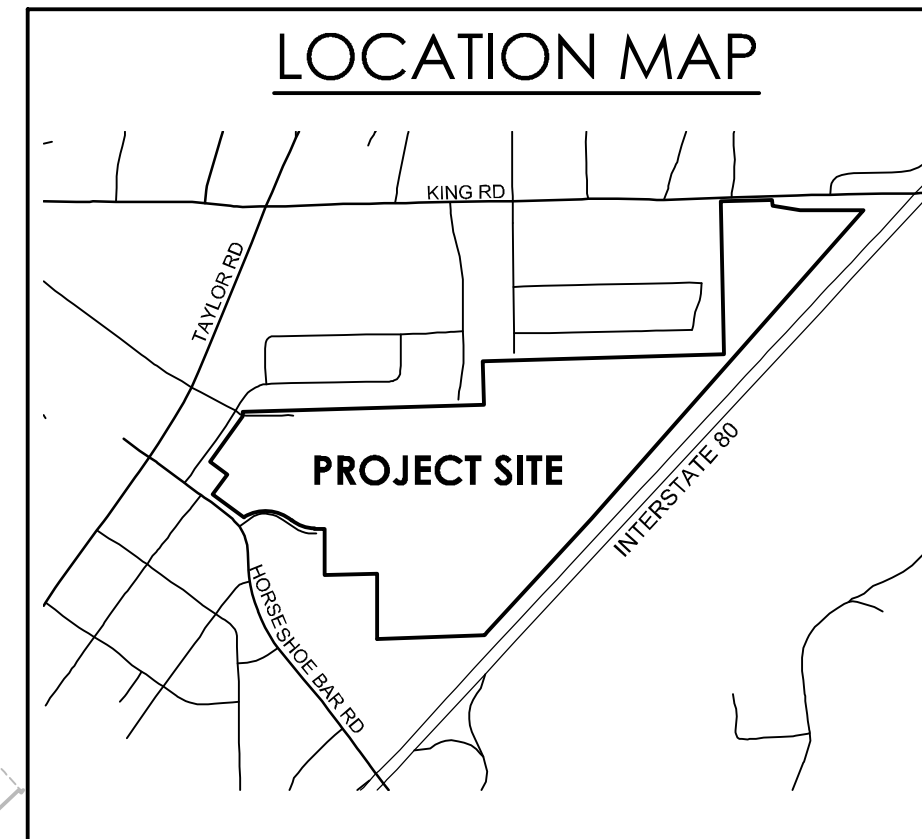 LOCATION MAP
KING RD
TAYLOR RD
PROJECT SITE
INTERSTATE 80
HORSESHOE BAR RD